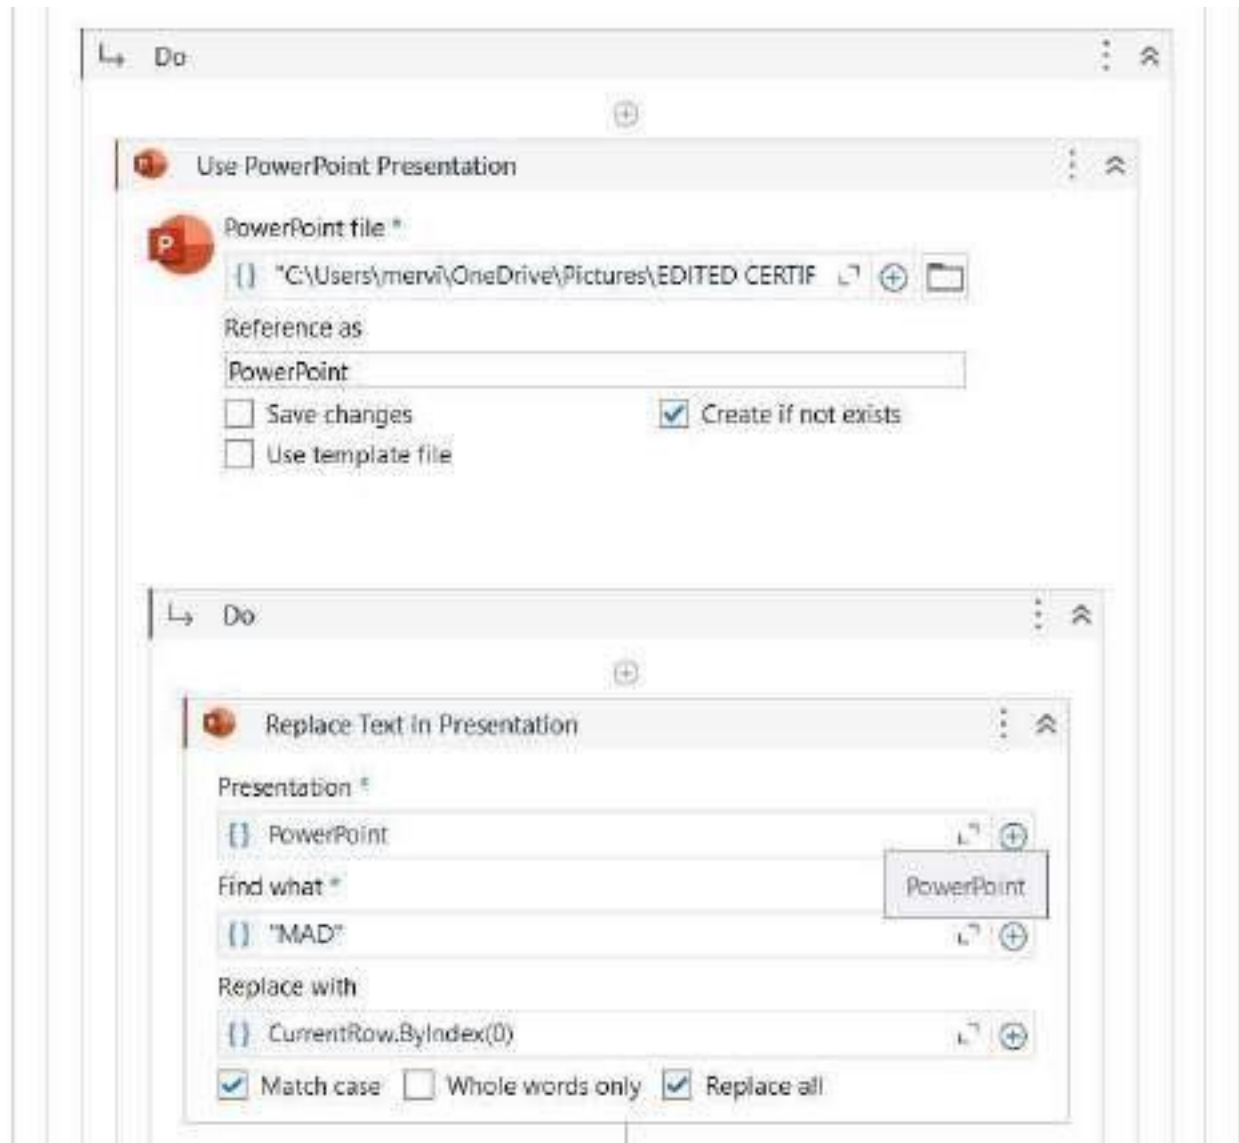 Do
Use PowerPoint Presentation
PowerPoint file *
{} "C:\Users\mervi\OneDrive\Pictures\EDITED CERTIF
Reference as
PowerPoint
Save changes Create if not exists
Use template file
Do
Replace Text in Presentation
Presentation *
{} PowerPoint
Find what *
PowerPoint
{} "MAD"
Replace with
{} CurrentRow.ByIndex(0)
Match case Whole words only Replace all